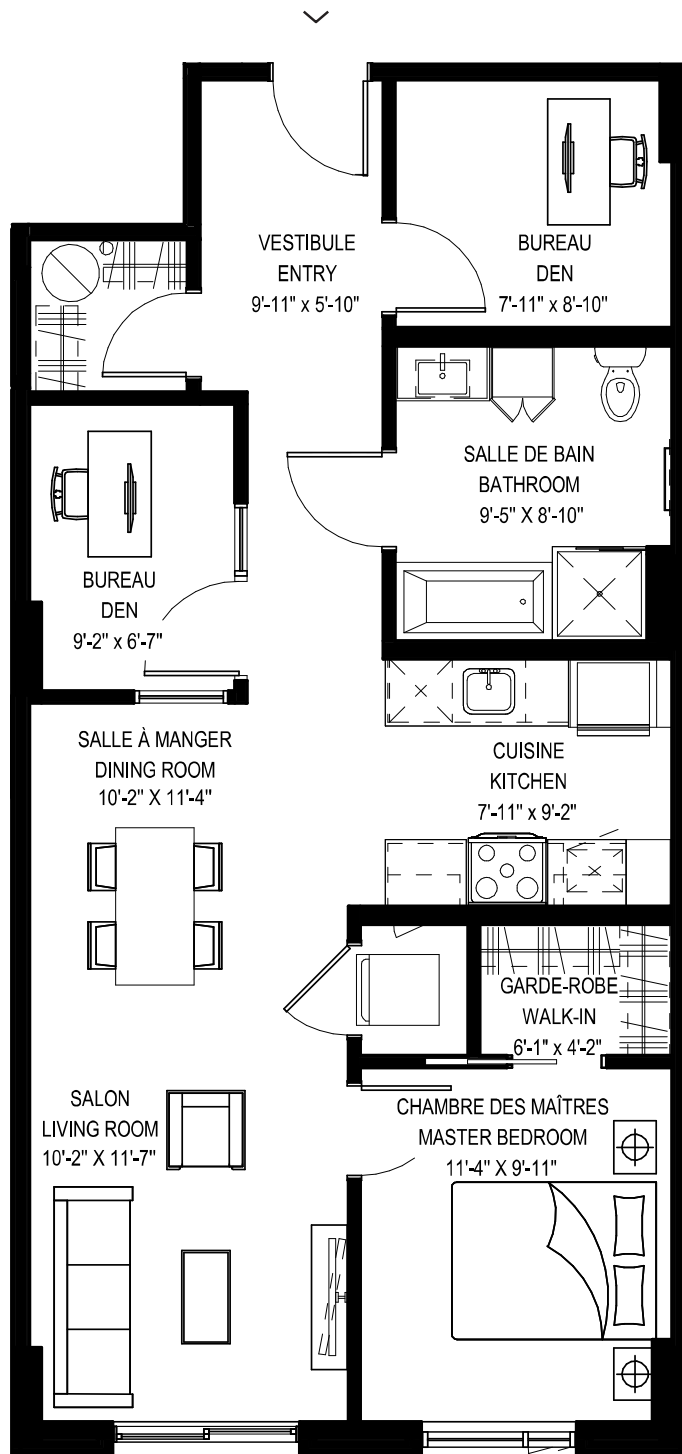 VESTIBULE
ENTRY
9'-11" x 5'-10"
BUREAU
DEN
7'-11" x 8'-10"
SALLE DE BAIN
BATHROOM
9'-5" X 8'-10"
BUREAU
DEN
9'-2" x 6'-7"
SALLE À MANGER
DINING ROOM
10'-2" X 11'-4"
CUISINE
KITCHEN
7'-11" x 9'-2"
GARDE-ROBE
WALK-IN
6'-1" x 4'-2"
SALON
LIVING ROOM
10'-2" X 11'-7"
CHAMBRE DES MAÎTRES
MASTER BEDROOM
11'-4" X 9'-11"